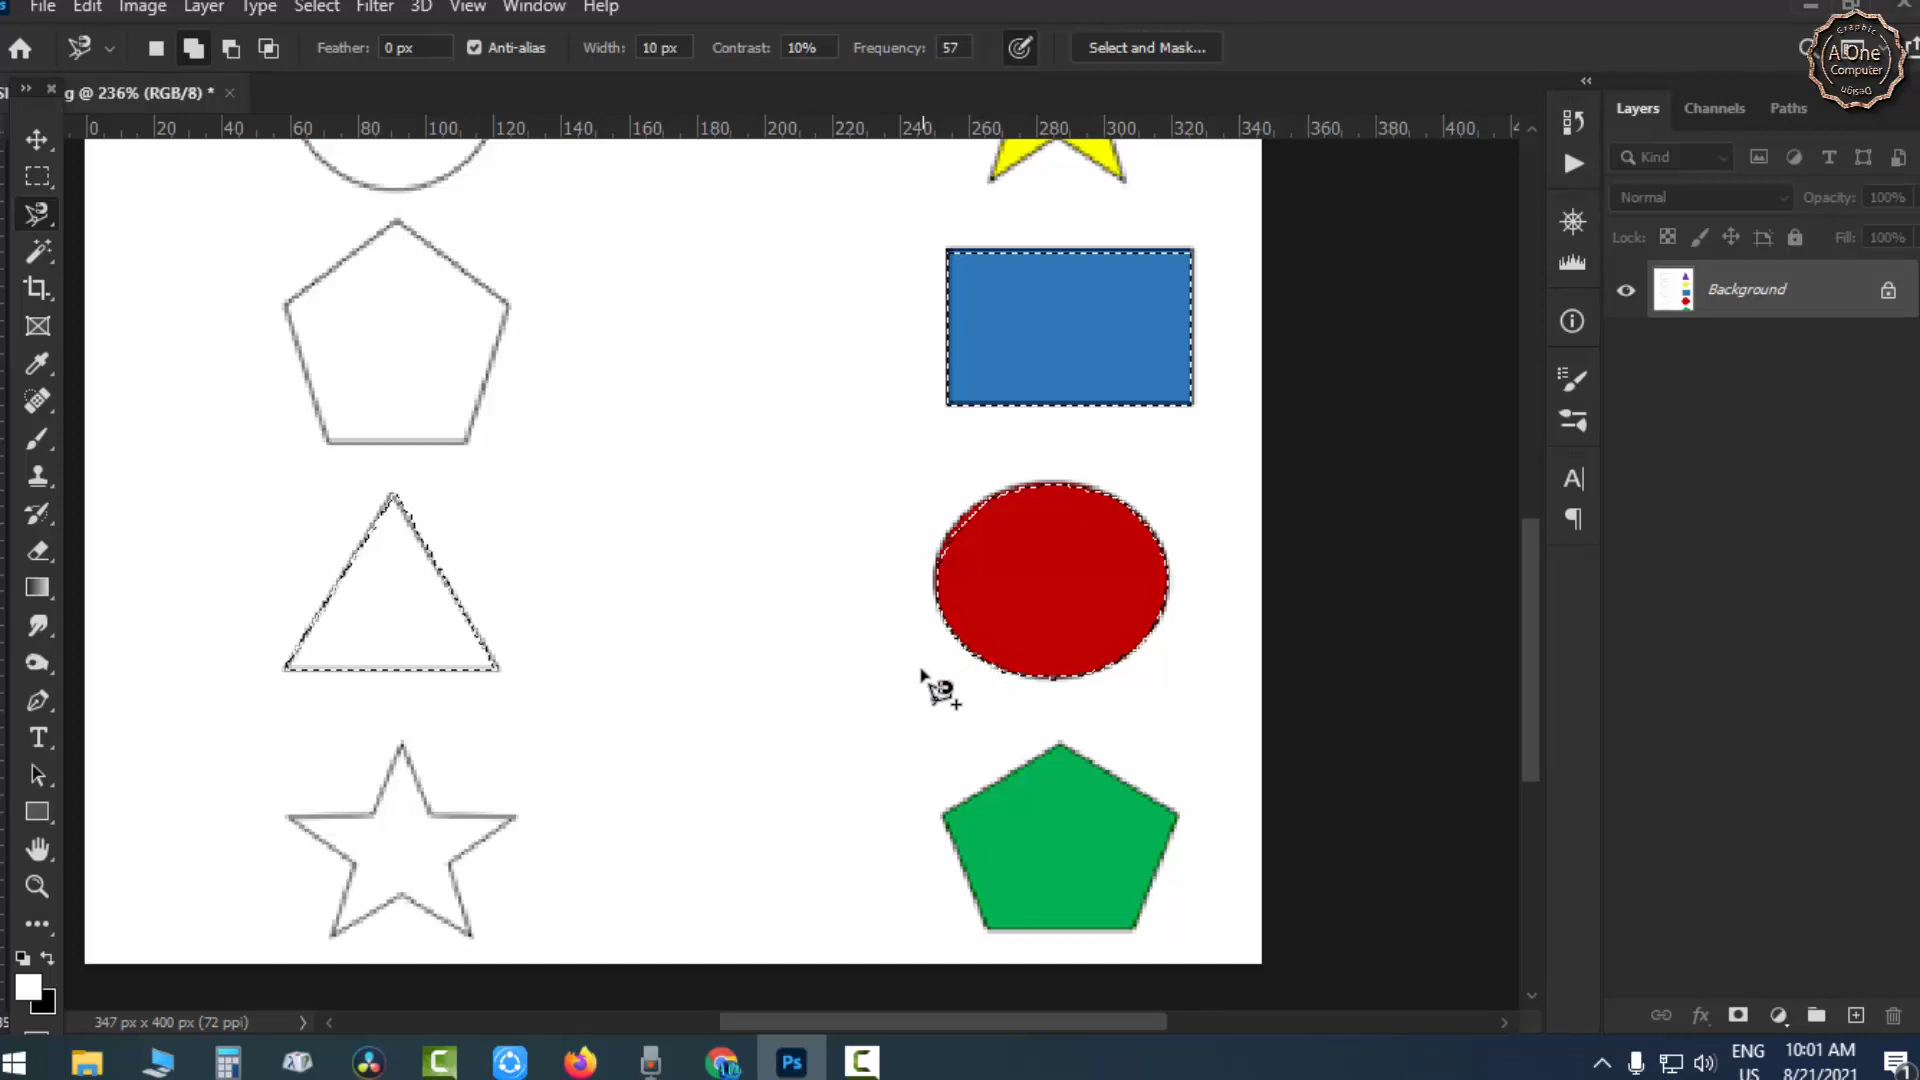 File Edit Image Layer Type Select Filter 3D View Window Help
Feather: 0 px Anti-alias Width: 10 px Contrast: 10% Frequency: 57 Select and Mask...
Graphic
A One
Computer
Design
g @ 236% (RGB/8) * ×
0 20 40 60 80 100 120 140 160 180 200 220 240 260 280 300 320 340 360 380 400
Layers Channels Paths
Kind
Normal Opacity: 100%
Lock: Fill: 100%
Background
347 px x 400 px (72 ppi)
Ps
ENG
US
10:01 AM
8/21/2021